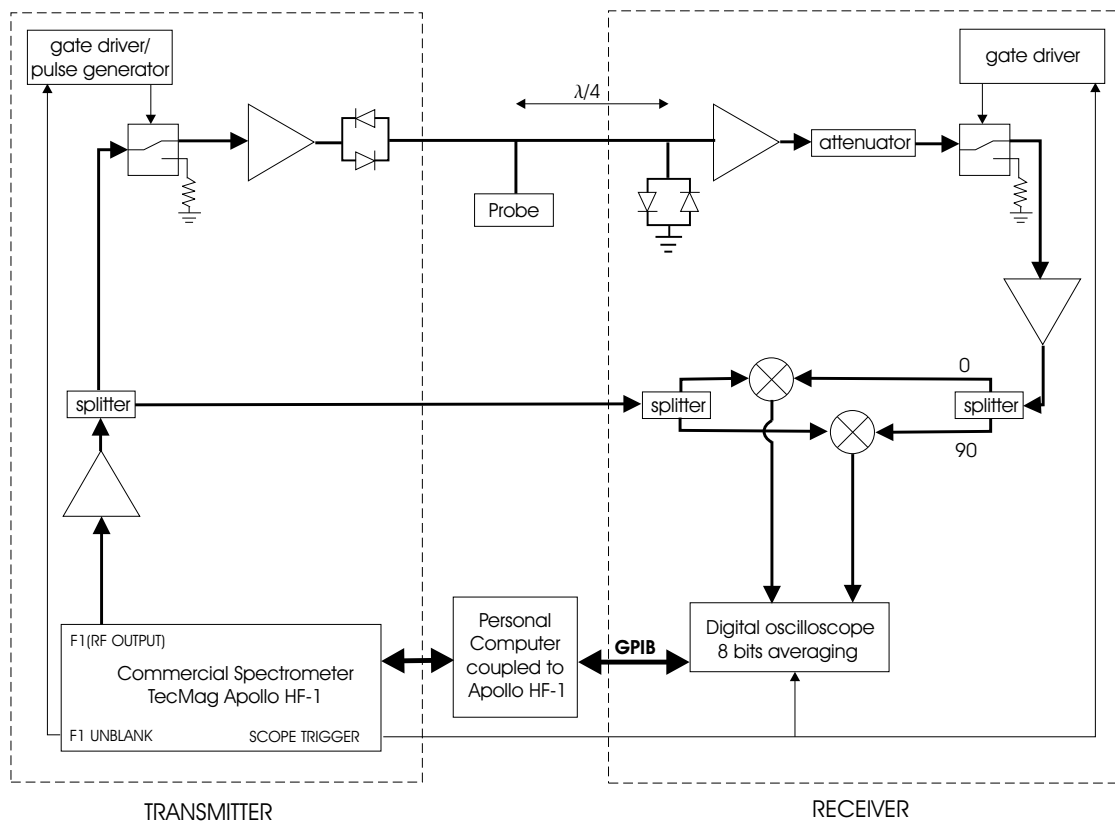 gate driver/
pulse generator
gate driver
λ/4
attenuator
Probe
0
splitter
splitter
splitter
90
F1(RF OUTPUT)
Commercial Spectrometer
TecMag Apollo HF-1
F1 UNBLANK
SCOPE TRIGGER
Personal
Computer
coupled to
Apollo HF-1
GPIB
Digital oscilloscope
8 bits averaging
TRANSMITTER
RECEIVER